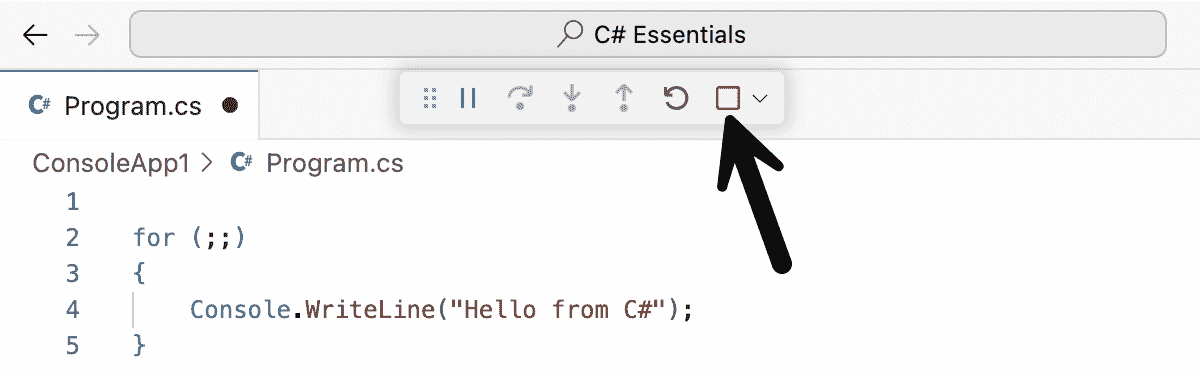 C# Essentials
C# Program.cs
ConsoleApp1 > C# Program.cs
1
2 for (;;)
3 {
4     Console.WriteLine("Hello from C#");
5 }